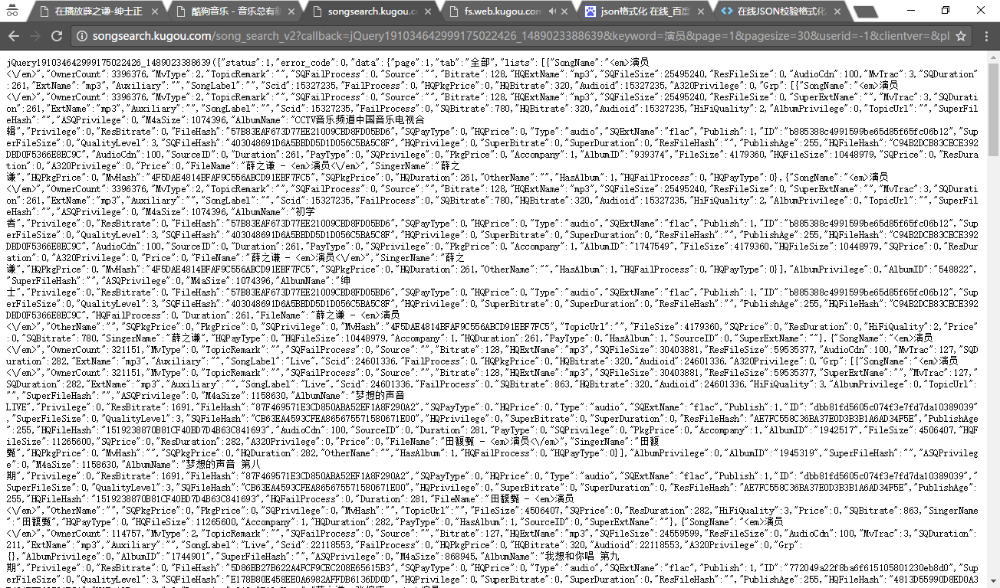 在播放薛之谦-绅士正
酷狗音乐 - 音乐总有新
songsearch.kugou.co
fs.web.kugou.com
json格式化 在线_百度
在线JSON校验格式化
songsearch.kugou.com/song_search_v2?callback=jQuery191034642999175022426_1489023388639&keyword=演员&page=1&pagesize=30&userid=-1&clientver=&pl
jQuery191034642999175022426_1489023388639({"status":1,"error_code":0,"data":{"page":1,"tab":"全部","lists":[{"SongName":"<em>演员
<\/em>","OwnerCount":3396376,"MvType":2,"TopicRemark":"","SQFailProcess":0,"Source":"","Bitrate":128,"HQExtName":"mp3","SQFileSize":25495240,"ResFileSize":0,"AudioCdn":100,"MvTrac":3,"SQDuration"
:261,"ExtName":"mp3","Auxiliary":"","SongLabel":"","Scid":15327235,"FailProcess":0,"HQPkgPrice":0,"HQBitrate":320,"Audioid":15327235,"A320Privilege":0,"Grp":[{"SongName":"<em>演员
<\/em>","OwnerCount":3396376,"MvType":2,"TopicRemark":"","SQFailProcess":0,"Source":"","Bitrate":128,"HQExtName":"mp3","SQFileSize":25495240,"ResFileSize":0,"SuperExtName":"","MvTrac":3,"SQDurati
on":261,"ExtName":"mp3","Auxiliary":"","SongLabel":"","Scid":15327235,"FailProcess":0,"SQBitrate":780,"HQBitrate":320,"Audioid":15327235,"HiFiQuality":2,"AlbumPrivilege":0,"TopicUrl":"","SuperFil
eHash":"","ASQPrivilege":0,"M4aSize":1074396,"AlbumName":"CCTV音乐频道中国音乐电视合
辑","Privilege":0,"ResBitrate":0,"FileHash":"57B83EAF673D77EE21009CBD8FD05BD6","SQPayType":0,"HQPrice":0,"Type":"audio","SQExtName":"flac","Publish":1,"ID":"b885388c4991599be65d85f65fc06b12","Sup
erFileSize":0,"QualityLevel":3,"SQFileHash":"403048691D6A5BBDD5D1D056C5BA5C8F","HQPrivilege":0,"SuperBitrate":0,"SuperDuration":0,"ResFileHash":"","PublishAge":255,"HQFileHash":"C94B2DCB83CECE392
DBD0F5366E8EC9C","AudioCdn":100,"SourceID":0,"Duration":261,"PayType":0,"SQPrivilege":0,"PkgPrice":0,"Accompany":1,"AlbumID":"939374","FileSize":4179360,"HQFileSize":10448979,"SQPrice":0,"ResDura
tion":0,"A320Privilege":0,"Price":0,"FileName":"薛之谦 - <em>演员<\/em>","SingerName":"薛之
谦","HQPkgPrice":0,"MvHash":"4F5DAE4814BFAF9C556ABCD91EBF7FC5","SQPkgPrice":0,"HQDuration":261,"OtherName":"","HasAlbum":1,"HQFailProcess":0,"HQPayType":0},{"SongName":"<em>演员
<\/em>","OwnerCount":3396376,"MvType":2,"TopicRemark":"","SQFailProcess":0,"Source":"","Bitrate":128,"HQExtName":"mp3","SQFileSize":25495240,"ResFileSize":0,"SuperExtName":"","MvTrac":3,"SQDurati
on":261,"ExtName":"mp3","Auxiliary":"","SongLabel":"","Scid":15327235,"FailProcess":0,"SQBitrate":780,"HQBitrate":320,"Audioid":15327235,"HiFiQuality":2,"AlbumPrivilege":0,"TopicUrl":"","SuperFil
eHash":"","ASQPrivilege":0,"M4aSize":1074396,"AlbumName":"初学
者","Privilege":0,"ResBitrate":0,"FileHash":"57B83EAF673D77EE21009CBD8FD05BD6","SQPayType":0,"HQPrice":0,"Type":"audio","SQExtName":"flac","Publish":1,"ID":"b885388c4991599be65d85f65fc06b12","Sup
erFileSize":0,"QualityLevel":3,"SQFileHash":"403048691D6A5BBDD5D1D056C5BA5C8F","HQPrivilege":0,"SuperBitrate":0,"SuperDuration":0,"ResFileHash":"","PublishAge":255,"HQFileHash":"C94B2DCB83CECE392
DBD0F5366E8EC9C","AudioCdn":100,"SourceID":0,"Duration":261,"PayType":0,"SQPrivilege":0,"PkgPrice":0,"Accompany":1,"AlbumID":"1747549","FileSize":4179360,"HQFileSize":10448979,"SQPrice":0,"ResDur
ation":0,"A320Privilege":0,"Price":0,"FileName":"薛之谦 - <em>演员<\/em>","SingerName":"薛之
谦","HQPkgPrice":0,"MvHash":"4F5DAE4814BFAF9C556ABCD91EBF7FC5","SQPkgPrice":0,"HQDuration":261,"OtherName":"","HasAlbum":1,"HQFailProcess":0,"HQPayType":0}],"AlbumPrivilege":0,"AlbumID":"548822",
"SuperFileHash":"","ASQPrivilege":0,"M4aSize":1074396,"AlbumName":"绅
士","Privilege":0,"ResBitrate":0,"FileHash":"57B83EAF673D77EE21009CBD8FD05BD6","SQPayType":0,"HQPrice":0,"Type":"audio","SQExtName":"flac","Publish":1,"ID":"b885388c4991599be65d85f65fc06b12","Sup
erFileSize":0,"QualityLevel":3,"SQFileHash":"403048691D6A5BBDD5D1D056C5BA5C8F","HQPrivilege":0,"SuperBitrate":0,"SuperDuration":0,"ResFileHash":"","PublishAge":255,"HQFileHash":"C94B2DCB83CECE392
DBD0F5366E8EC9C","HQFailProcess":0,"Duration":261,"FileName":"薛之谦 - <em>演员
<\/em>","OtherName":"","SQPkgPrice":0,"PkgPrice":0,"SQPrivilege":0,"MvHash":"4F5DAE4814BFAF9C556ABCD91EBF7FC5","TopicUrl":"","FileSize":4179360,"SQPrice":0,"ResDuration":0,"HiFiQuality":2,"Price"
:0,"SQBitrate":780,"SingerName":"薛之谦","HQPayType":0,"HQFileSize":10448979,"Accompany":1,"HQDuration":261,"PayType":0,"HasAlbum":1,"SourceID":0,"SuperExtName":""},{"SongName":"<em>演员
<\/em>","OwnerCount":321151,"MvType":0,"TopicRemark":"","SQFailProcess":0,"Source":"","Bitrate":128,"HQExtName":"mp3","SQFileSize":30403881,"ResFileSize":59535377,"AudioCdn":100,"MvTrac":127,"SQD
uration":282,"ExtName":"mp3","Auxiliary":"","SongLabel":"Live","Scid":24601336,"FailProcess":0,"HQPkgPrice":0,"HQBitrate":320,"Audioid":24601336,"A320Privilege":0,"Grp":[{"SongName":"<em>演员
<\/em>","OwnerCount":321151,"MvType":0,"TopicRemark":"","SQFailProcess":0,"Source":"","Bitrate":128,"HQExtName":"mp3","SQFileSize":30403881,"ResFileSize":59535377,"SuperExtName":"","MvTrac":127,"
SQDuration":282,"ExtName":"mp3","Auxiliary":"","SongLabel":"Live","Scid":24601336,"FailProcess":0,"SQBitrate":863,"HQBitrate":320,"Audioid":24601336,"HiFiQuality":3,"AlbumPrivilege":0,"TopicUrl":
"","SuperFileHash":"","ASQPrivilege":0,"M4aSize":1158630,"AlbumName":"梦想的声音
LIVE","Privilege":0,"ResBitrate":1691,"FileHash":"87F469571E3CD850ABA52EF1A8F290A2","SQPayType":0,"HQPrice":0,"Type":"audio","SQExtName":"flac","Publish":1,"ID":"dbb81fd5605c074f3e7fd7da10389039"
,"SuperFileSize":0,"QualityLevel":3,"SQFileHash":"CB63EA4593CFEA865675571580671E00","HQPrivilege":0,"SuperBitrate":0,"SuperDuration":0,"ResFileHash":"AE7FC558C36BA37E0D3B3B1A6AD34F5E","PublishAge
":255,"HQFileHash":"1519238870B81CF40BD7D4B63C841693","AudioCdn":100,"SourceID":0,"Duration":281,"PayType":0,"SQPrivilege":0,"PkgPrice":0,"Accompany":1,"AlbumID":"1942517","FileSize":4506407,"HQF
ileSize":11265600,"SQPrice":0,"ResDuration":282,"A320Privilege":0,"Price":0,"FileName":"田馥甄 - <em>演员<\/em>","SingerName":"田馥
甄","HQPkgPrice":0,"MvHash":"","SQPkgPrice":0,"HQDuration":282,"OtherName":"","HasAlbum":1,"HQFailProcess":0,"HQPayType":0}],"AlbumPrivilege":0,"AlbumID":"1945319","SuperFileHash":"","ASQPrivileg
e":0,"M4aSize":1158630,"AlbumName":"梦想的声音 第八
期","Privilege":0,"ResBitrate":1691,"FileHash":"87F469571E3CD850ABA52EF1A8F290A2","SQPayType":0,"HQPrice":0,"Type":"audio","SQExtName":"flac","Publish":1,"ID":"dbb81fd5605c074f3e7fd7da10389039","
SuperFileSize":0,"QualityLevel":3,"SQFileHash":"CB63EA4593CFEA865675571580671E00","HQPrivilege":0,"SuperBitrate":0,"SuperDuration":0,"ResFileHash":"AE7FC558C36BA37E0D3B3B1A6AD34F5E","PublishAge":
255,"HQFileHash":"1519238870B81CF40BD7D4B63C841693","HQFailProcess":0,"Duration":281,"FileName":"田馥甄 - <em>演员
<\/em>","OtherName":"","SQPkgPrice":0,"PkgPrice":0,"SQPrivilege":0,"MvHash":"","TopicUrl":"","FileSize":4506407,"SQPrice":0,"ResDuration":282,"HiFiQuality":3,"Price":0,"SQBitrate":863,"SingerName
":"田馥甄","HQPayType":0,"HQFileSize":11265600,"Accompany":1,"HQDuration":282,"PayType":0,"HasAlbum":1,"SourceID":0,"SuperExtName":""},{"SongName":"<em>演员
<\/em>","OwnerCount":114757,"MvType":2,"TopicRemark":"","SQFailProcess":0,"Source":"","Bitrate":127,"HQExtName":"mp3","SQFileSize":24559599,"ResFileSize":0,"AudioCdn":100,"MvTrac":3,"SQDuration":
211,"ExtName":"mp3","Auxiliary":"","SongLabel":"Live","Scid":22118553,"FailProcess":0,"HQPkgPrice":0,"HQBitrate":320,"Audioid":22118553,"A320Privilege":0,"Grp":
{},"AlbumPrivilege":0,"AlbumID":"1744901","SuperFileHash":"","ASQPrivilege":0,"M4aSize":868945,"AlbumName":"我想和你唱 第九
期","Privilege":0,"ResBitrate":0,"FileHash":"5D86BB27B622A4FCF9CEC208E65615B3","SQPayType":0,"HQPrice":0,"Type":"audio","SQExtName":"flac","Publish":1,"ID":"772049a22f8ba6f615105801230eb8d0","Sup
erFileSize":0,"QualityLevel":3,"SQFileHash":"E178B80E458EE0A6982AFFDB6136DD0D","HQPrivilege":0,"SuperBitrate":0,"SuperDuration":0,"ResFileHash":"","PublishAge":255,"HQFileHash":"4813D55990D8ED0A3